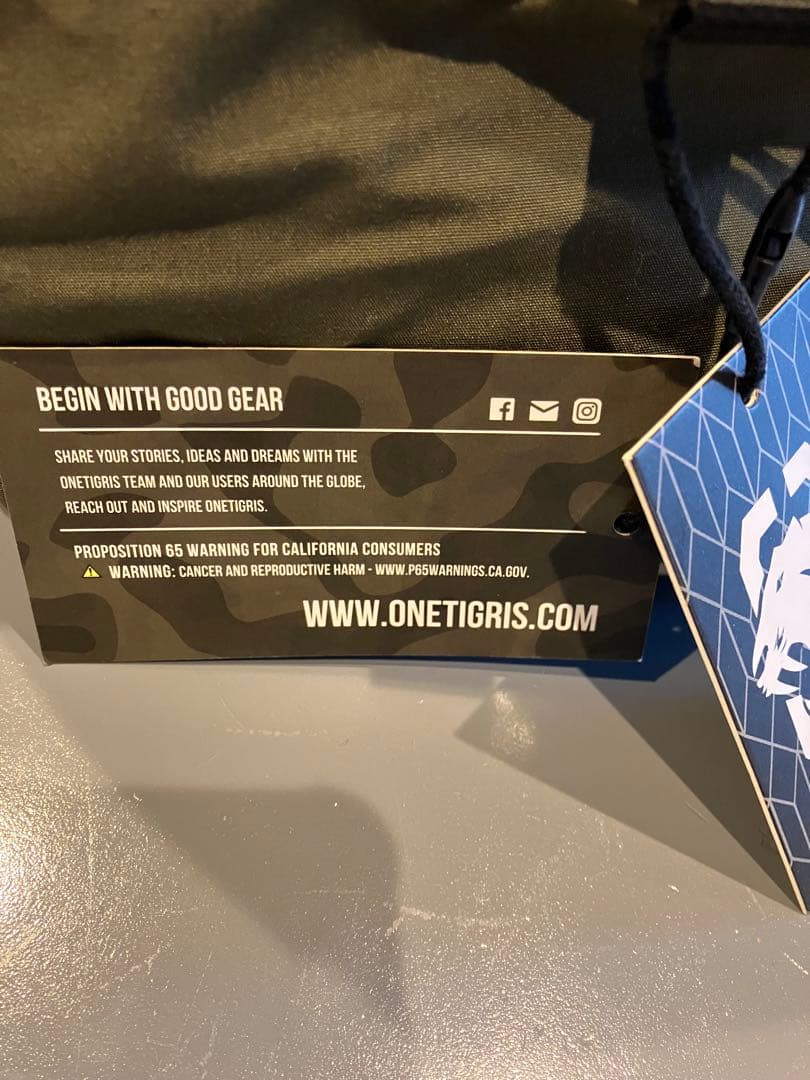 BEGIN WITH GOOD GEAR
SHARE YOUR STORIES, IDEAS AND DREAMS WITH THE
ONETIGRIS TEAM AND OUR USERS AROUND THE GLOBE,
REACH OUT AND INSPIRE ONETIGRIS.
PROPOSITION 65 WARNING FOR CALIFORNIA CONSUMERS
WARNING: CANCER AND REPRODUCTIVE HARM - WWW.P65WARNINGS.CA.GOV.
WWW.ONETIGRIS.COM